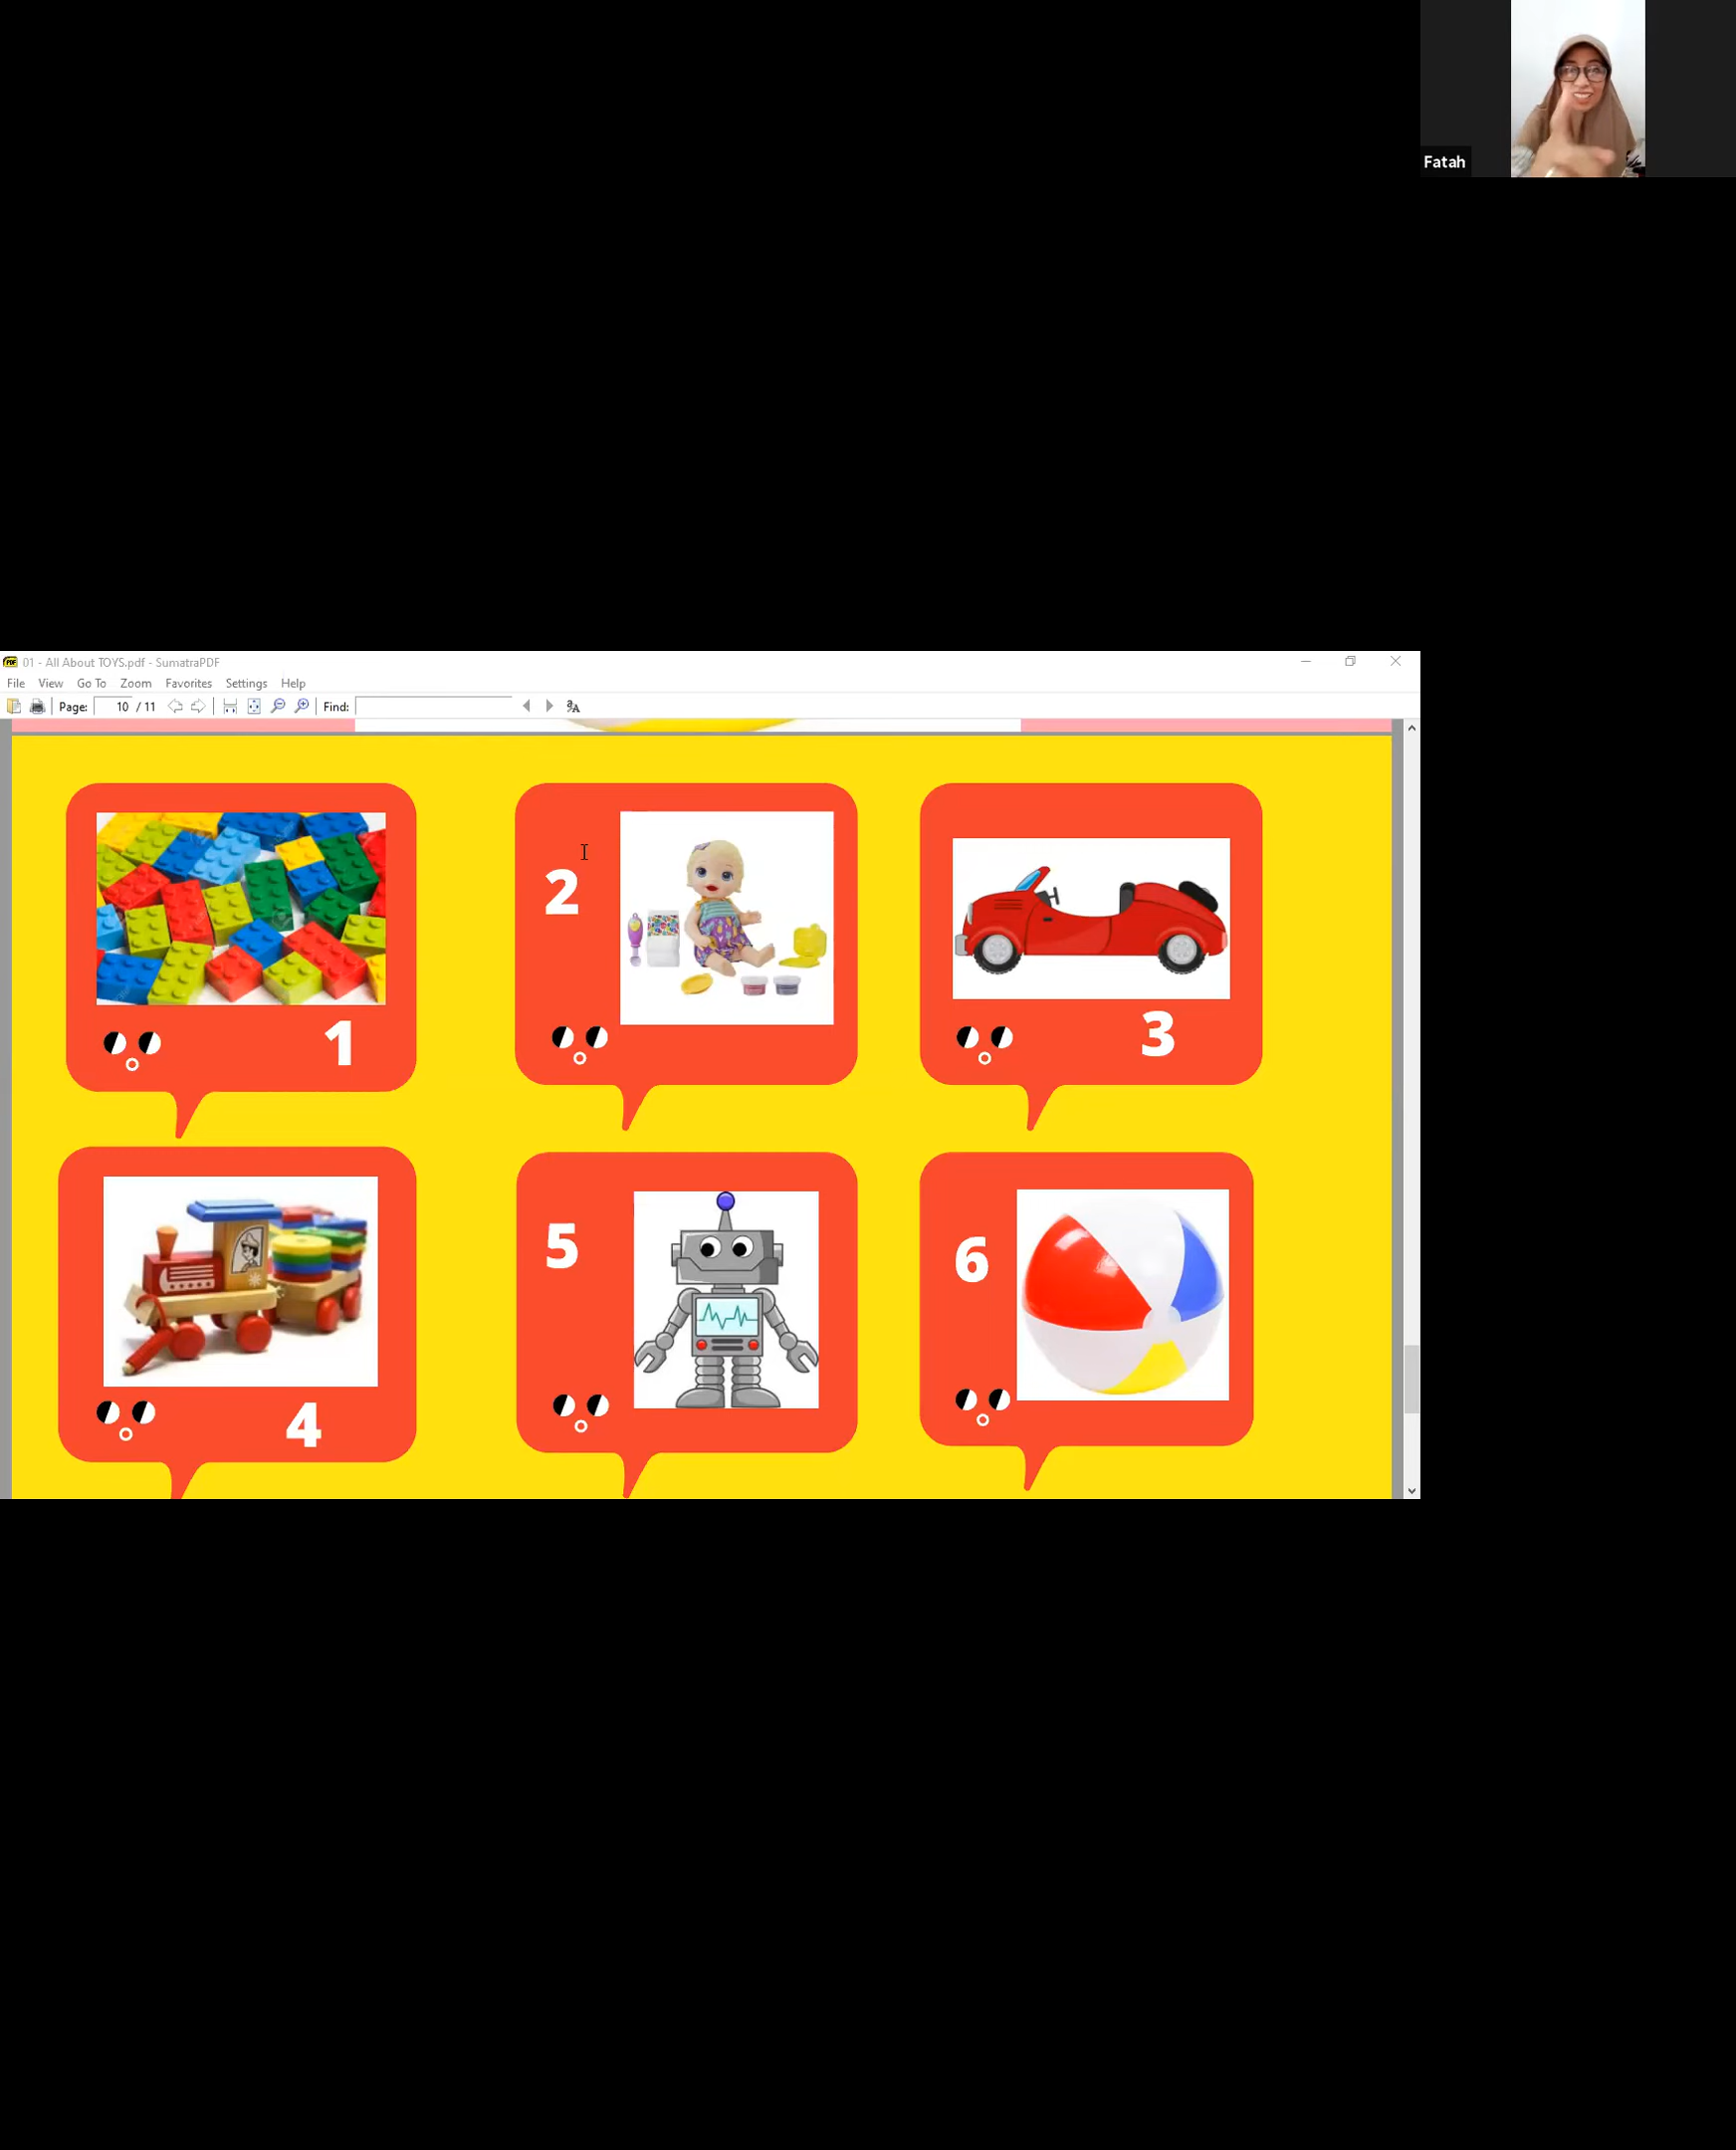 Fatah
01 - All About TOYS.pdf - SumatraPDF
File View Go To Zoom Favorites Settings Help
Page: 10 / 11 Find:
1
2
3
4
5
6